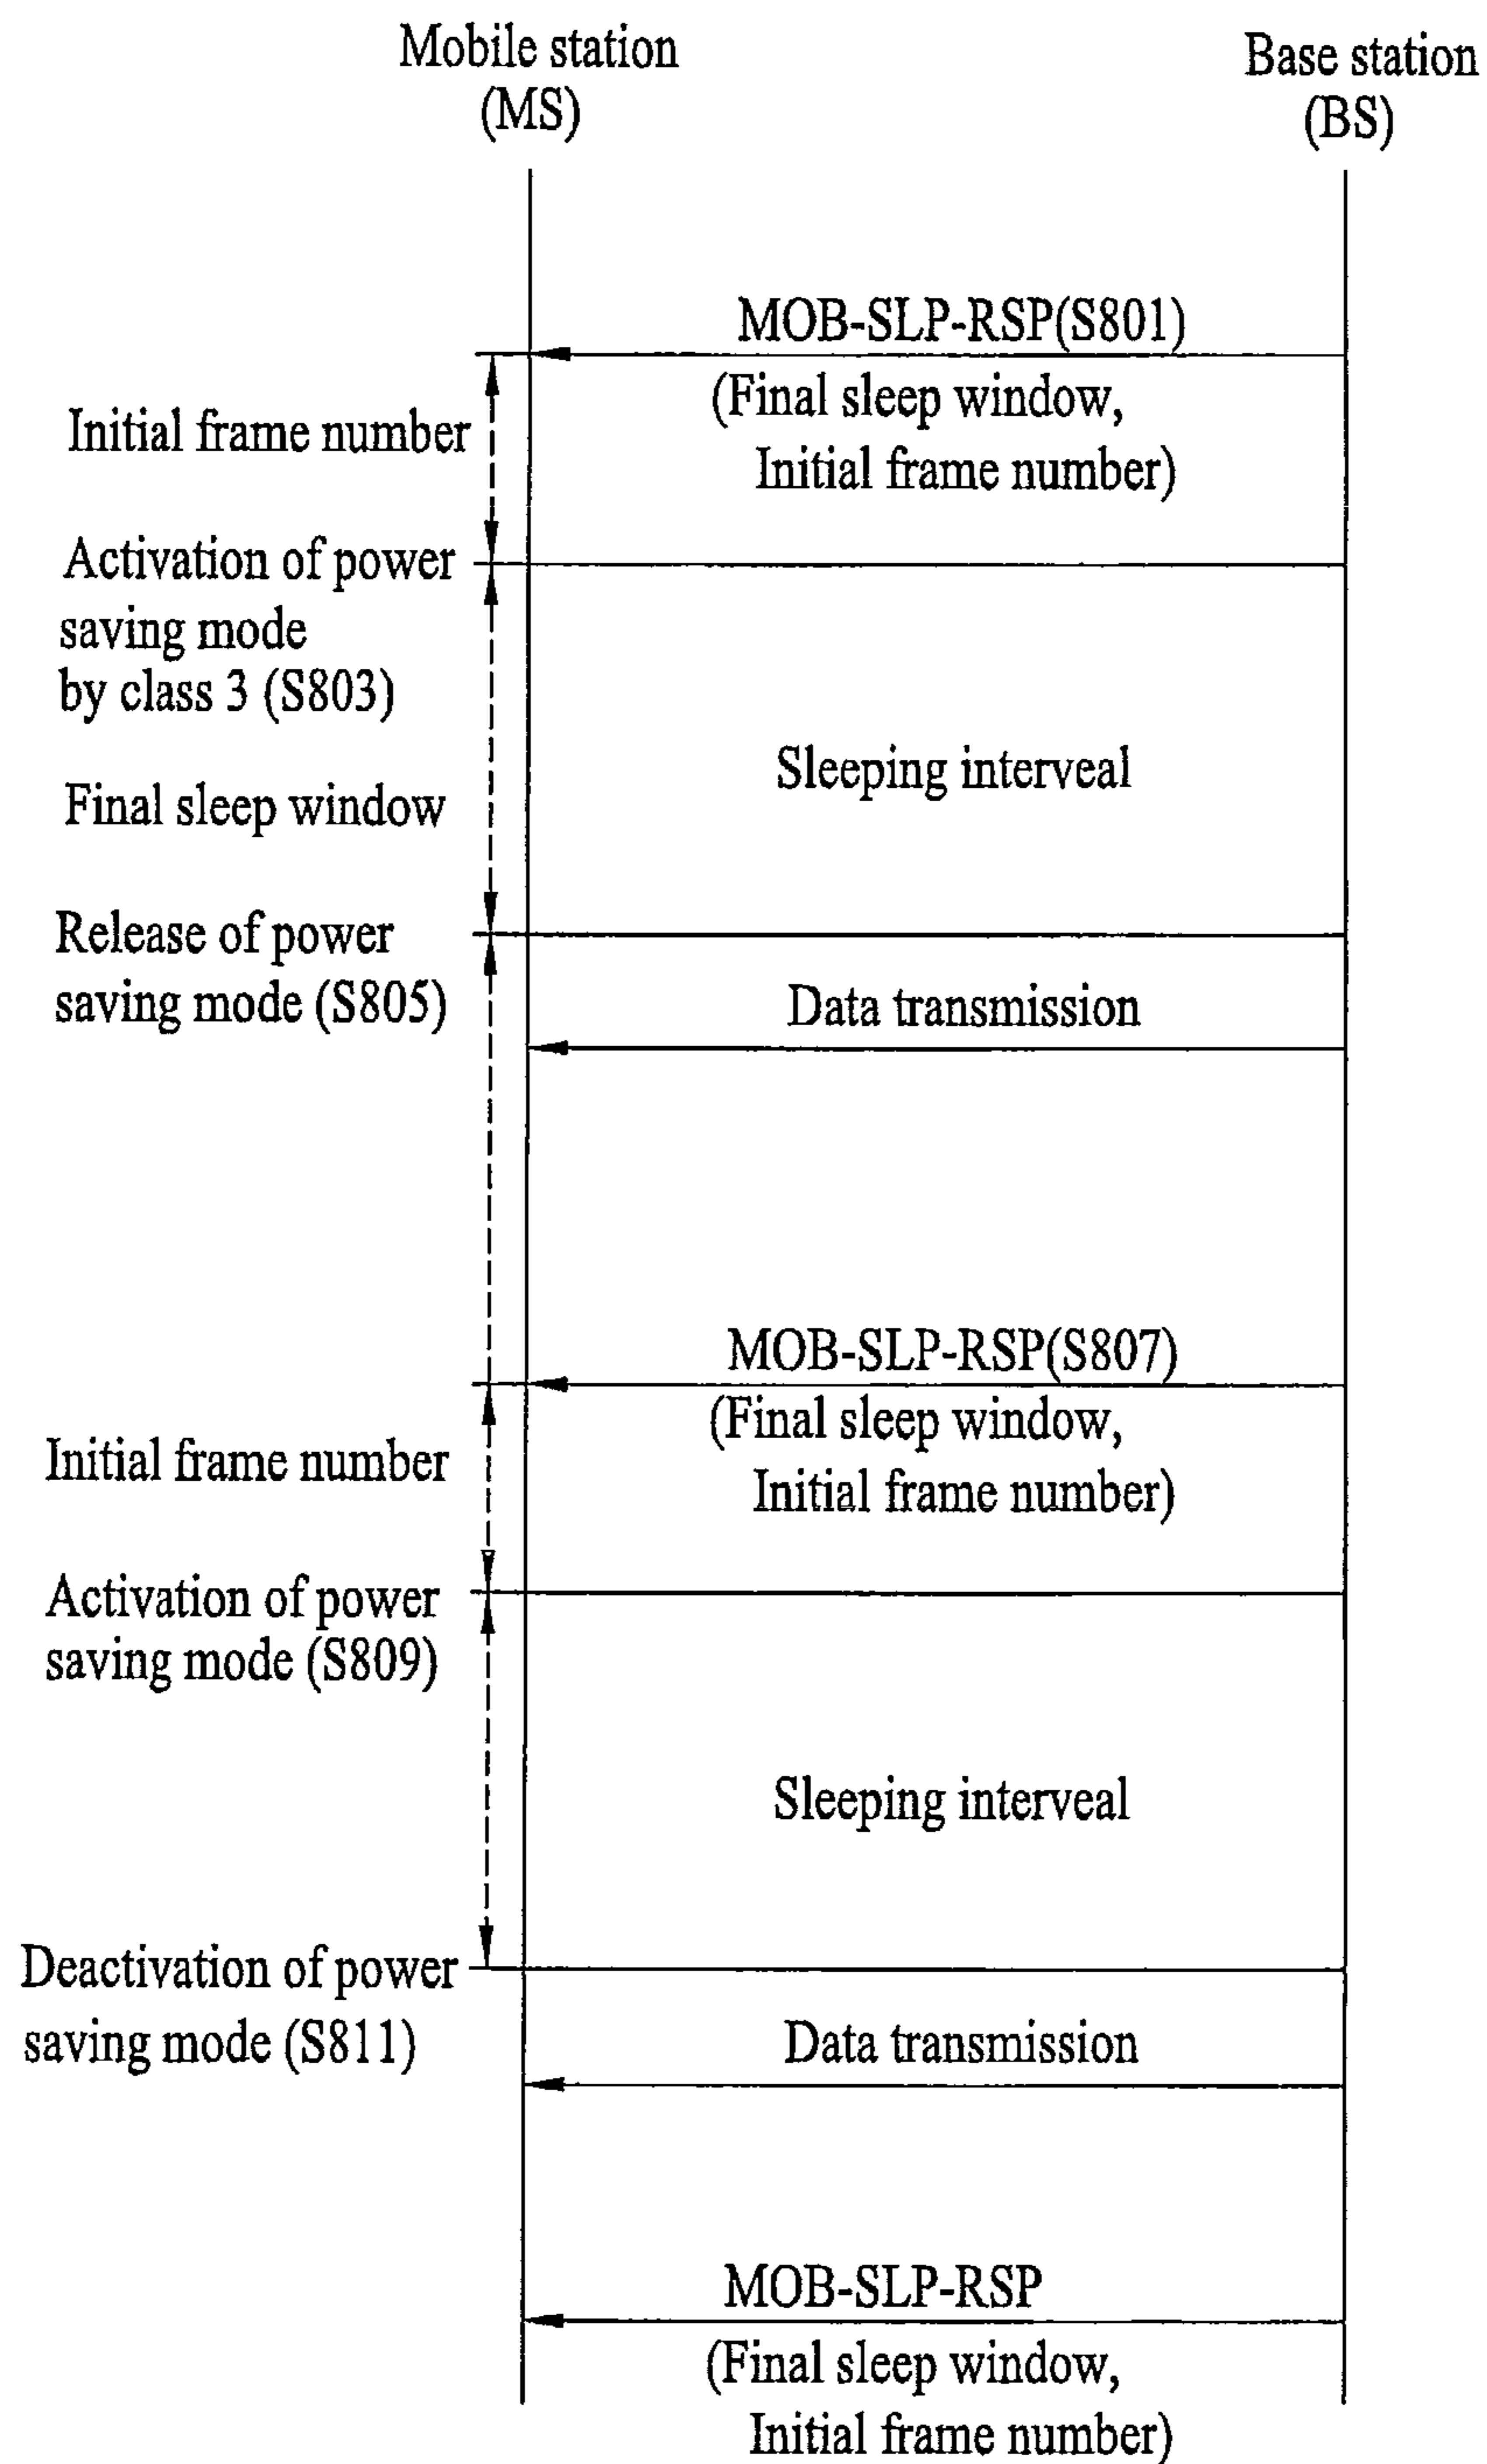 Mobile station
(MS)
Base station
(BS)
MOB-SLP-RSP(S801)
(Final sleep window,
Initial frame number)
Initial frame number
Activation of power
saving mode
by class 3 (S803)
Sleeping interveal
Final sleep window
Release of power
saving mode (S805)
Data transmission
MOB-SLP-RSP(S807)
(Final sleep window,
Initial frame number)
Initial frame number
Activation of power
saving mode (S809)
Sleeping interveal
Deactivation of power
saving mode (S811)
Data transmission
MOB-SLP-RSP
(Final sleep window,
Initial frame number)